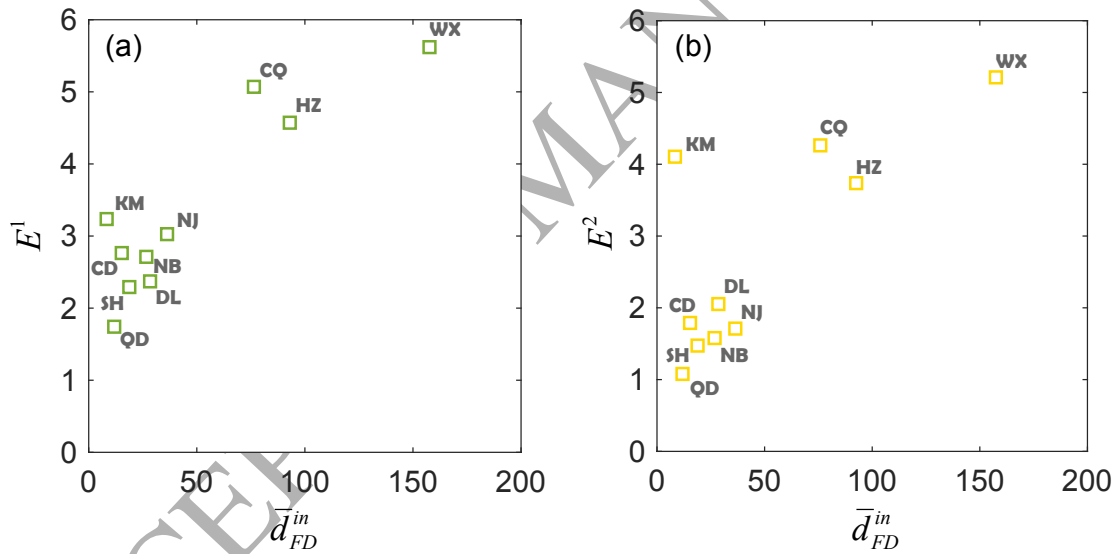 (a)
WX
CQ
HZ
KM
NJ
CD
NB
SH
DL
QD
6
5
4
3
2
1
0
E¹
0 50 100 150 200
d̅ⁱⁿ_FD
(b)
WX
KM
CQ
HZ
DL
CD
NJ
SH
NB
QD
6
5
4
3
2
1
0
E²
0 50 100 150 200
d̅ⁱⁿ_FD
MAN